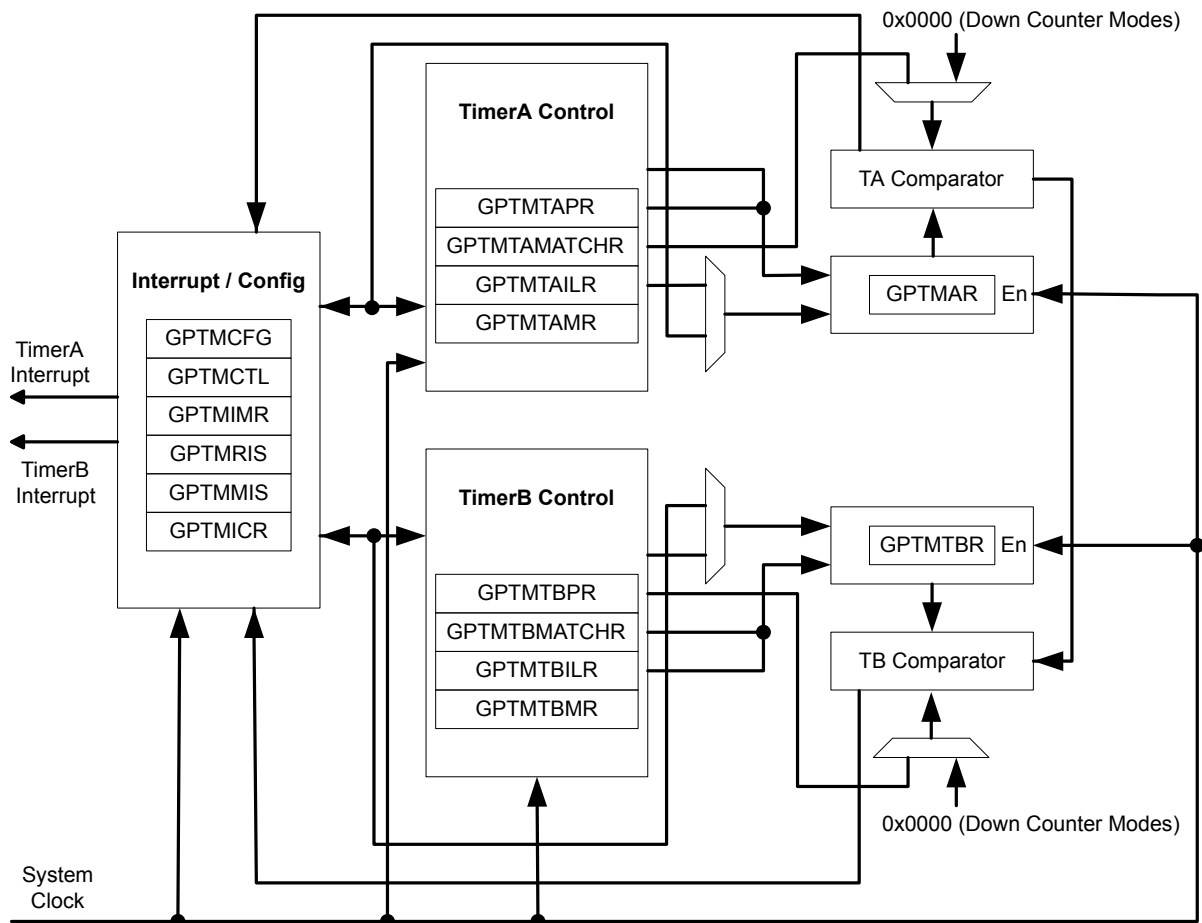 0x0000 (Down Counter Modes)
TimerA Control
GPTMTAPR
GPTMTAMATCHR
GPTMTAILR
GPTMTAMR
TA Comparator
GPTMAR
En
Interrupt / Config
GPTMCFG
GPTMCTL
GPTMIMR
GPTMRIS
GPTMMIS
GPTMICR
TimerA
Interrupt
TimerB
Interrupt
TimerB Control
GPTMTBPR
GPTMTBMATCHR
GPTMTBILR
GPTMTBMR
GPTMTBR
En
TB Comparator
0x0000 (Down Counter Modes)
System
Clock